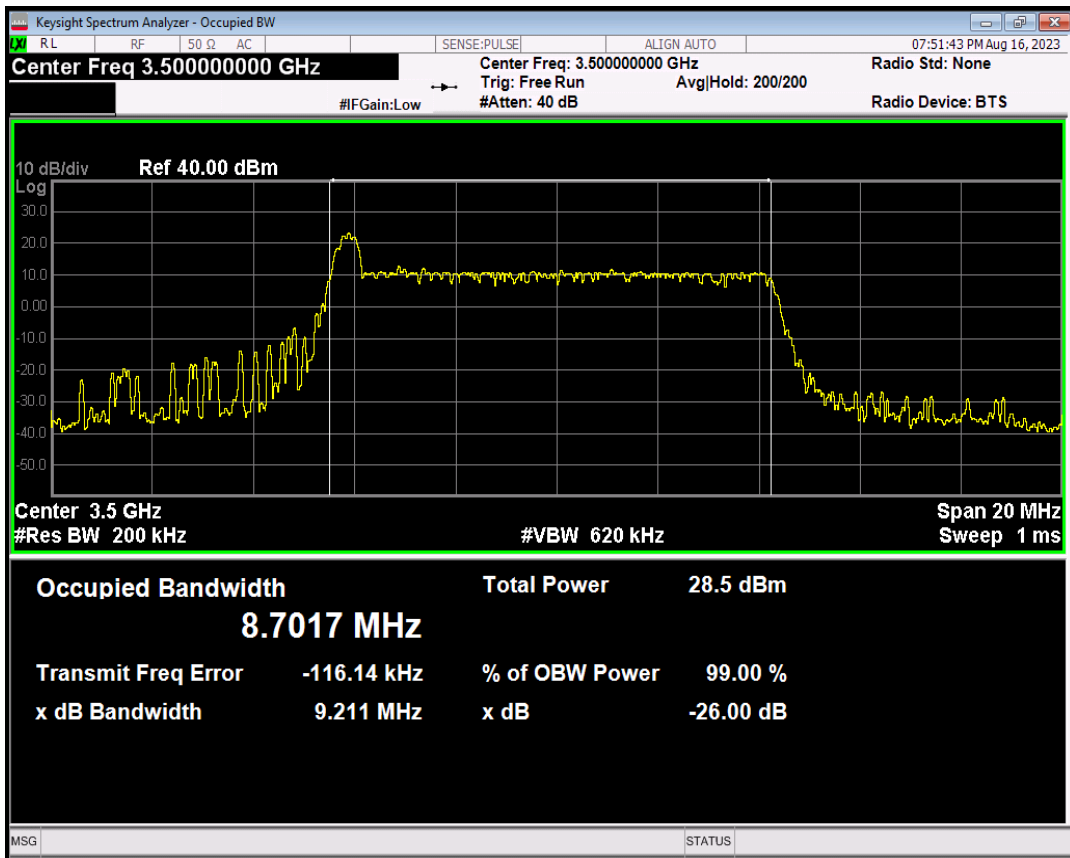 Keysight Spectrum Analyzer - Occupied BW
LXI RL RF 50 Ω AC SENSE:PULSE ALIGN AUTO 07:51:43 PM Aug 16, 2023
Center Freq 3.500000000 GHz
Center Freq: 3.500000000 GHz
Radio Std: None
Trig: Free Run Avg|Hold: 200/200
#IFGain:Low #Atten: 40 dB Radio Device: BTS
10 dB/div Ref 40.00 dBm
Log
30.0
20.0
10.0
0.00
-10.0
-20.0
-30.0
-40.0
-50.0
Center 3.5 GHz Span 20 MHz
#Res BW 200 kHz #VBW 620 kHz Sweep 1 ms
Occupied Bandwidth Total Power 28.5 dBm
8.7017 MHz
Transmit Freq Error -116.14 kHz % of OBW Power 99.00 %
x dB Bandwidth 9.211 MHz x dB -26.00 dB
MSG STATUS